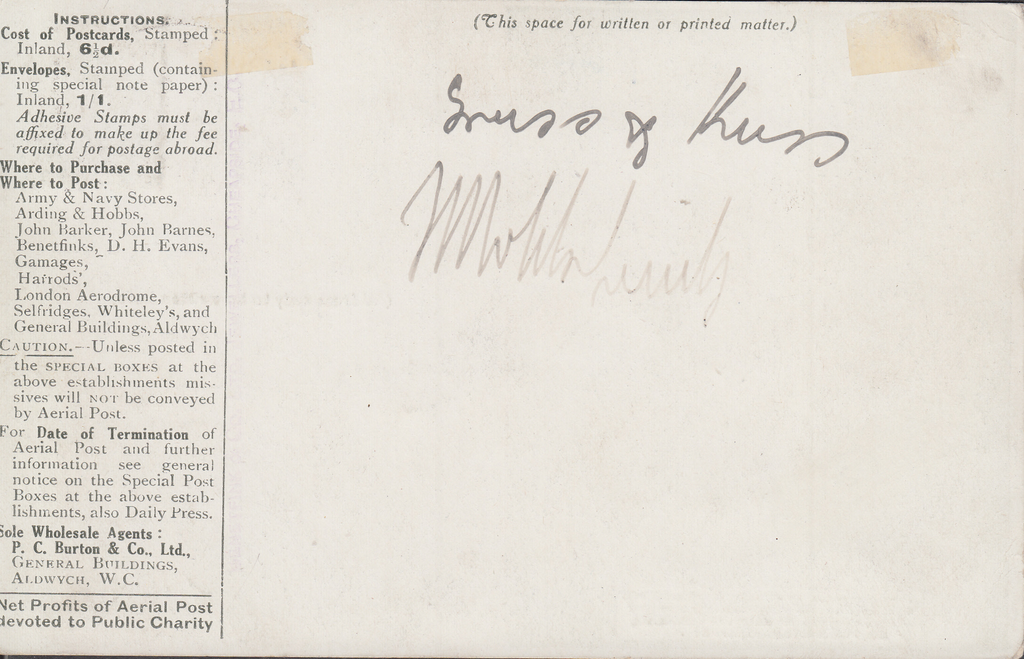 INSTRUCTIONS.
Cost of Postcards, Stamped:
Inland, 6½d.
Envelopes, Stamped (contain-
ing special note paper):
Inland, 1/1.
Adhesive Stamps must be
affixed to make up the fee
required for postage abroad.
Where to Purchase and
Where to Post:
Army & Navy Stores,
Arding & Hobbs,
John Barker, John Barnes,
Benetfinks, D. H. Evans,
Gamages,
Harrods',
London Aerodrome,
Selfridges, Whiteley's, and
General Buildings, Aldwych
CAUTION.--Unless posted in
the SPECIAL BOXES at the
above establishments mis-
sives will NOT be conveyed
by Aerial Post.
For Date of Termination of
Aerial Post and further
information see general
notice on the Special Post
Boxes at the above estab-
lishments, also Daily Press.
Sole Wholesale Agents:
P. C. Burton & Co., Ltd.,
GENERAL BUILDINGS,
ALDWYCH, W.C.
Net Profits of Aerial Post
devoted to Public Charity
(This space for written or printed matter.)
Gruss & Kuss